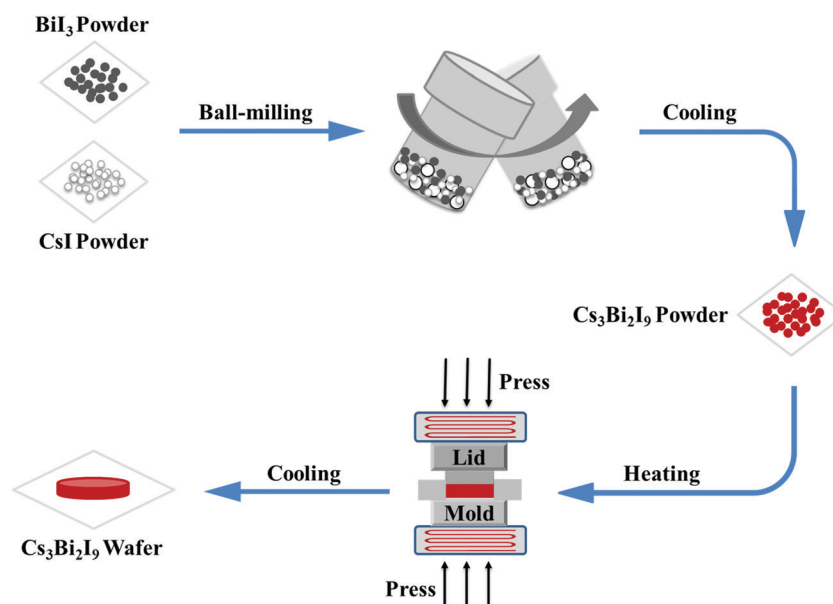 BiI₃ Powder
Ball-milling
Cooling
CsI Powder
Cs₃Bi₂I₉ Powder
Press
Lid
Heating
Cooling
Mold
Cs₃Bi₂I₉ Wafer
Press